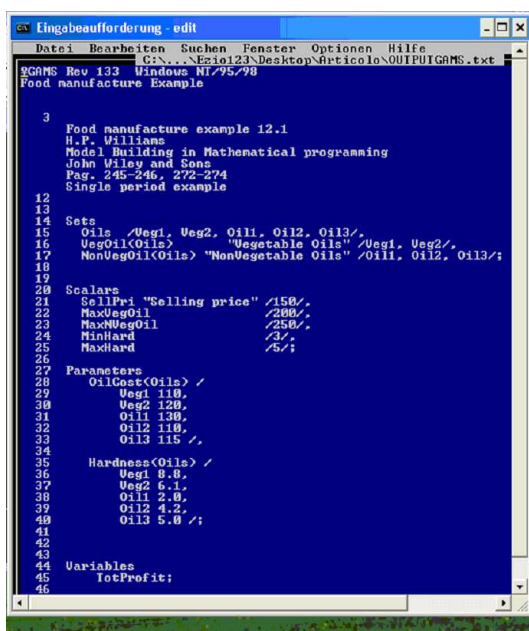 Eingabeaufforderung - edit
Datei Bearbeiten Suchen Fenster Optionen Hilfe
C:\...\Ezio123\Desktop\Articolo\OUTPUTGAMS.txt
GAMS Rev 133 Windows NT/95/98
Food manufacture Example
3
Food manufacture example 12.1
H.P. Williams
Model Building in Mathematical programming
John Wiley and Sons
Pag. 245-246, 272-274
Single period example
12
13
14 Sets
15 Oils /Veg1, Veg2, Oil1, Oil2, Oil3/,
16 VegOil(Oils) "Vegetable Oils" /Veg1, Veg2/,
17 NonVegOil(Oils) "NonVegetable Oils" /Oil1, Oil2, Oil3/;
18
19
20 Scalars
21 SellPri "Selling price" /150/,
22 MaxVegOil /200/,
23 MaxNVegOil /250/,
24 MinHard /3/,
25 MaxHard /5/;
26
27 Parameters
28 OilCost(Oils) /
29 Veg1 110,
30 Veg2 120,
31 Oil1 130,
32 Oil2 110,
33 Oil3 115 /,
34
35 Hardness(Oils) /
36 Veg1 8.8,
37 Veg2 6.1,
38 Oil1 2.0,
39 Oil2 4.2,
40 Oil3 5.0 /;
41
42
43
44 Variables
45 TotProfit;
46